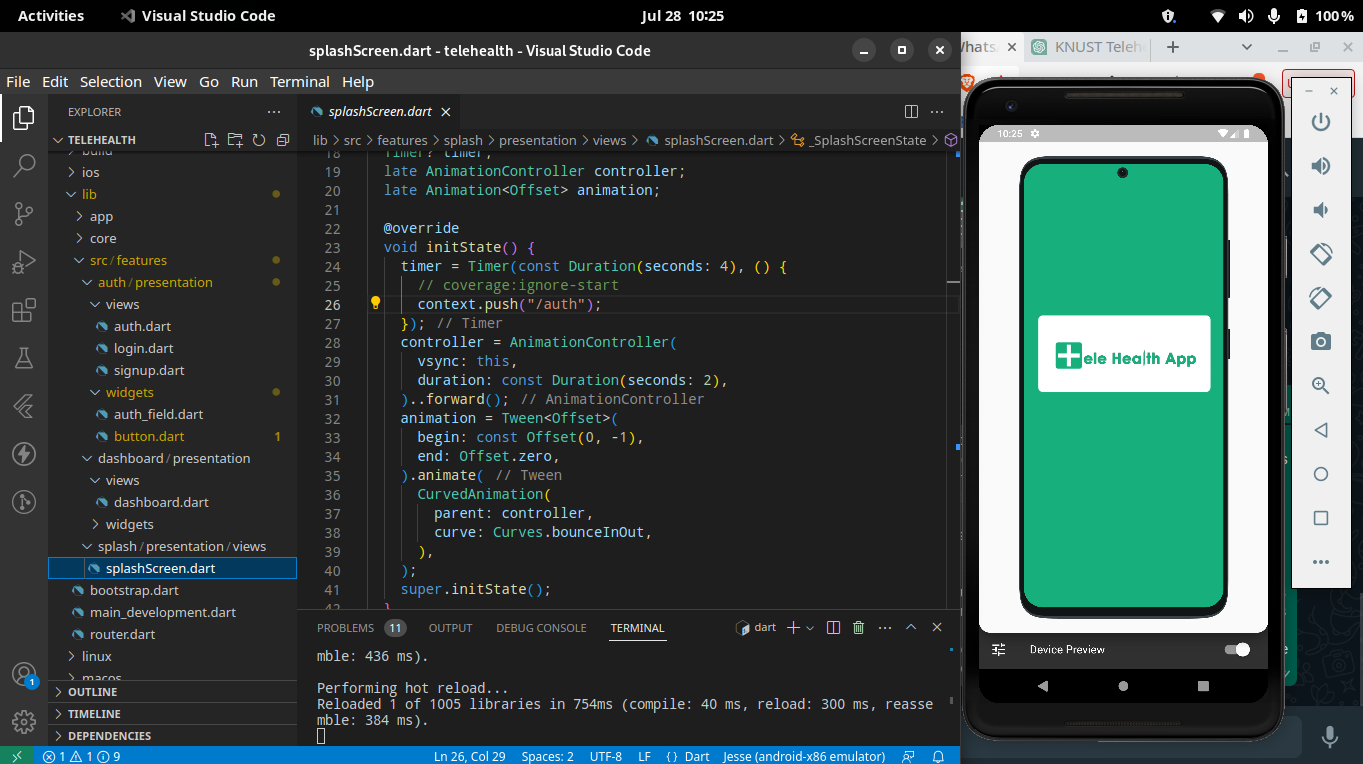 Activities
Visual Studio Code
Jul 28 10:25
100%
splashScreen.dart - telehealth - Visual Studio Code
File Edit Selection View Go Run Terminal Help
EXPLORER
TELEHEALTH
build
ios
lib
app
core
src/features
auth/presentation
views
auth.dart
login.dart
signup.dart
widgets
auth_field.dart
button.dart 1
dashboard/presentation
views
dashboard.dart
widgets
splash/presentation/views
splashScreen.dart
bootstrap.dart
main_development.dart
router.dart
linux
macos
OUTLINE
TIMELINE
DEPENDENCIES
1
splashScreen.dart
lib > src > features > splash > presentation > views > splashScreen.dart > _SplashScreenState >
18 Timer? timer;
19 late AnimationController controller;
20 late Animation<Offset> animation;
21
22 @override
23 void initState() {
24 timer = Timer(const Duration(seconds: 4), () {
25 // coverage:ignore-start
26 context.push("/auth");
27 }); // Timer
28 controller = AnimationController(
29 vsync: this,
30 duration: const Duration(seconds: 2),
31 )..forward(); // AnimationController
32 animation = Tween<Offset>(
33 begin: const Offset(0, -1),
34 end: Offset.zero,
35 ).animate( // Tween
36 CurvedAnimation(
37 parent: controller,
38 curve: Curves.bounceInOut,
39 ),
40 );
41 super.initState();
42 }
PROBLEMS 11 OUTPUT DEBUG CONSOLE TERMINAL
dart
mble: 436 ms).
Performing hot reload...
Reloaded 1 of 1005 libraries in 754ms (compile: 40 ms, reload: 300 ms, reasse
mble: 384 ms).
1 1 9
Ln 26, Col 29 Spaces: 2 UTF-8 LF { } Dart Jesse (android-x86 emulator)
KNUST Teleh
10:25
ele Health App
Device Preview